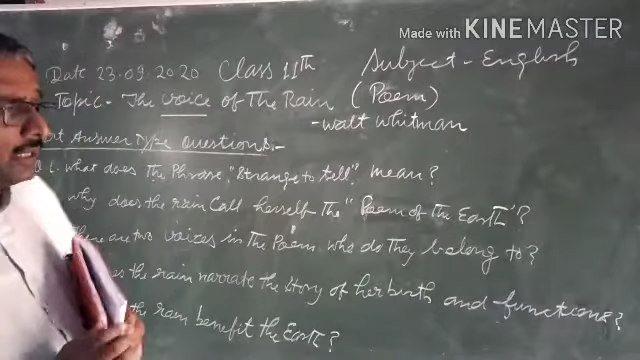 Made with KINEMASTER
Date 23.09.2020 Class 11th Subject - English
Topic - The Voice of The Rain (Poem)
- Walt Whitman
Answer Type Questions:-
Q 1. What does The Phrase, "Strange to tell," mean?
why does the rain Call herself The "Poem of The Earth"?
There are two voices in The Poem. who do They belong to?
the rain narrate the story of her birth and functions?
the rain benefit the Earth?